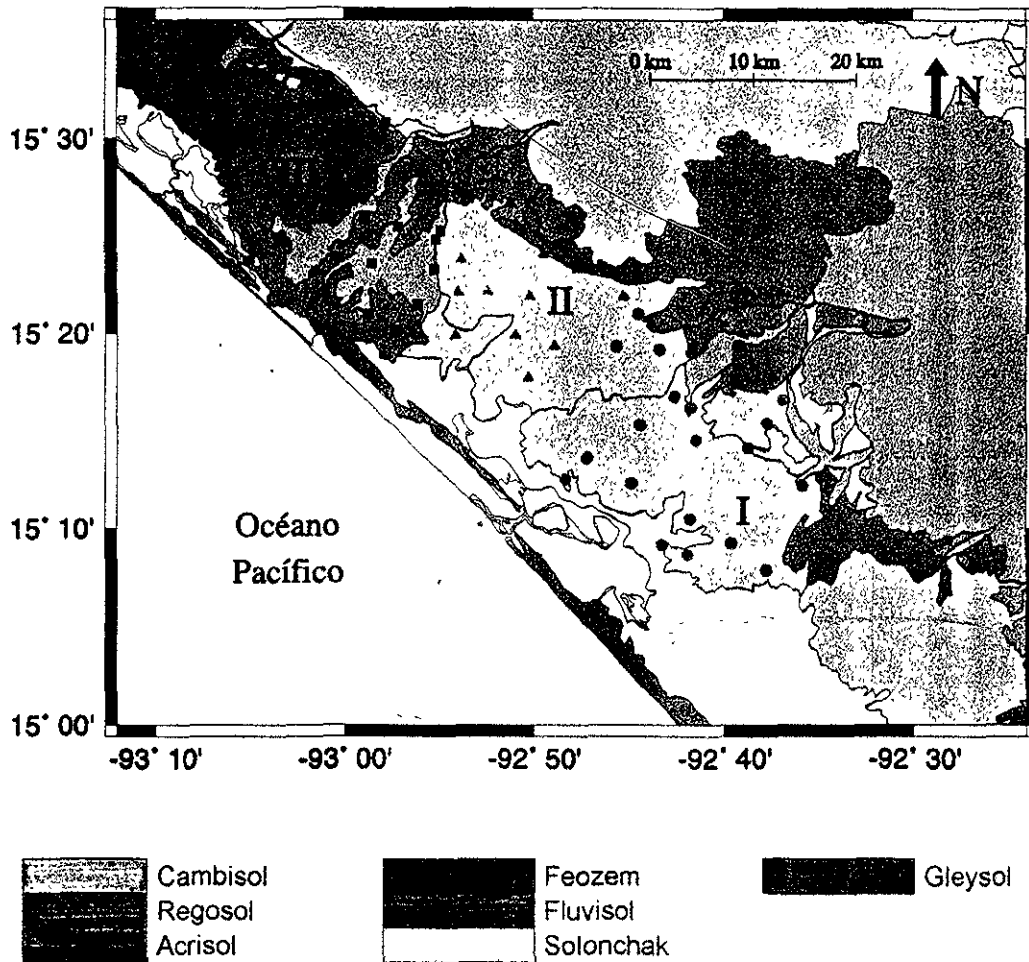 0 km 10 km 20 km
N
15° 30'
15° 20'
II
15° 10'
I
Océano
Pacífico
15° 00'
-93° 10' -93° 00' -92° 50' -92° 40' -92° 30'
Cambisol Feozem Gleysol
Regosol Fluvisol
Acrisol Solonchak